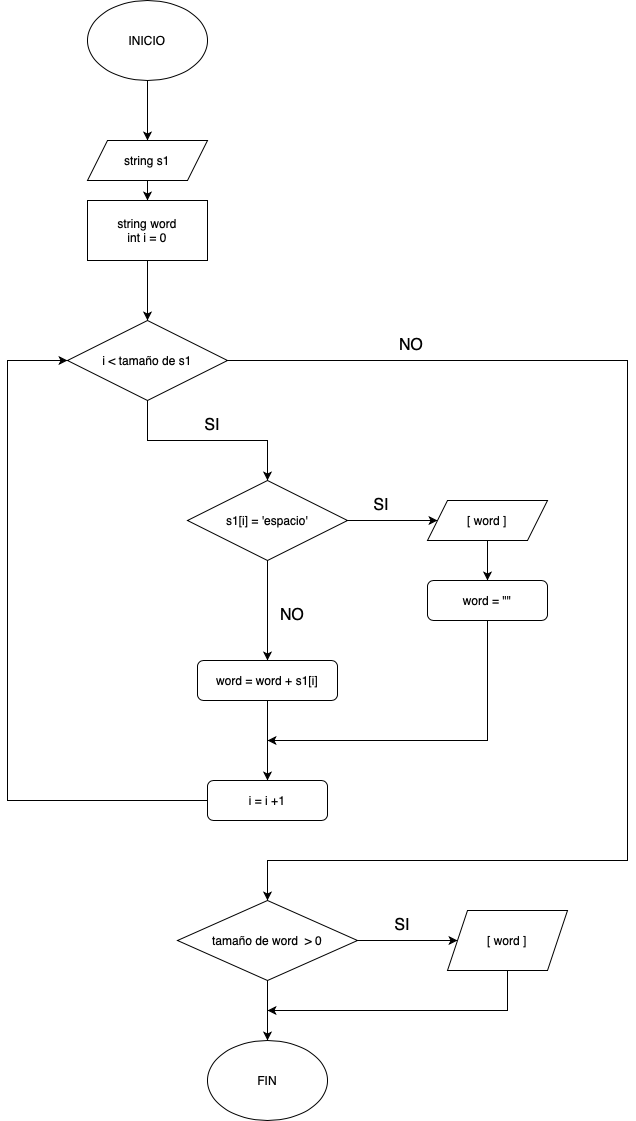 INICIO
string s1
string word
int i = 0
i < tamaño de s1
NO
SI
s1[i] = 'espacio'
SI
[ word ]
word = ""
NO
word = word + s1[i]
i = i +1
tamaño de word > 0
SI
[ word ]
FIN